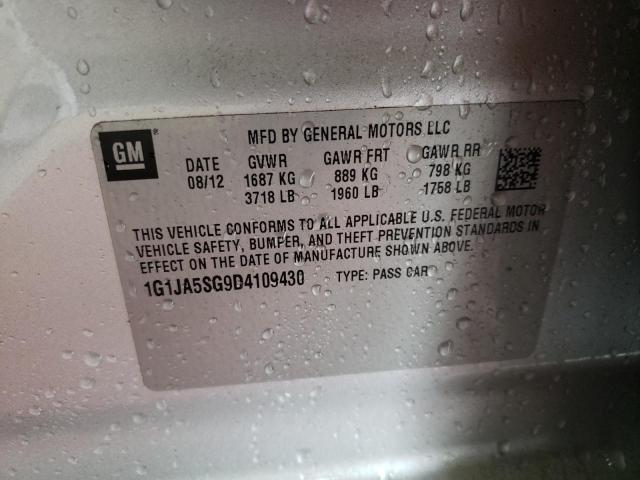 GM ®
MFD BY GENERAL MOTORS LLC
DATE GVWR GAWR FRT GAWR RR
08/12 1687 KG 889 KG 798 KG
3718 LB 1960 LB 1758 LB
THIS VEHICLE CONFORMS TO ALL APPLICABLE U.S. FEDERAL MOTOR
VEHICLE SAFETY, BUMPER, AND THEFT PREVENTION STANDARDS IN
EFFECT ON THE DATE OF MANUFACTURE SHOWN ABOVE.
1G1JA5SG9D4109430 TYPE: PASS CAR